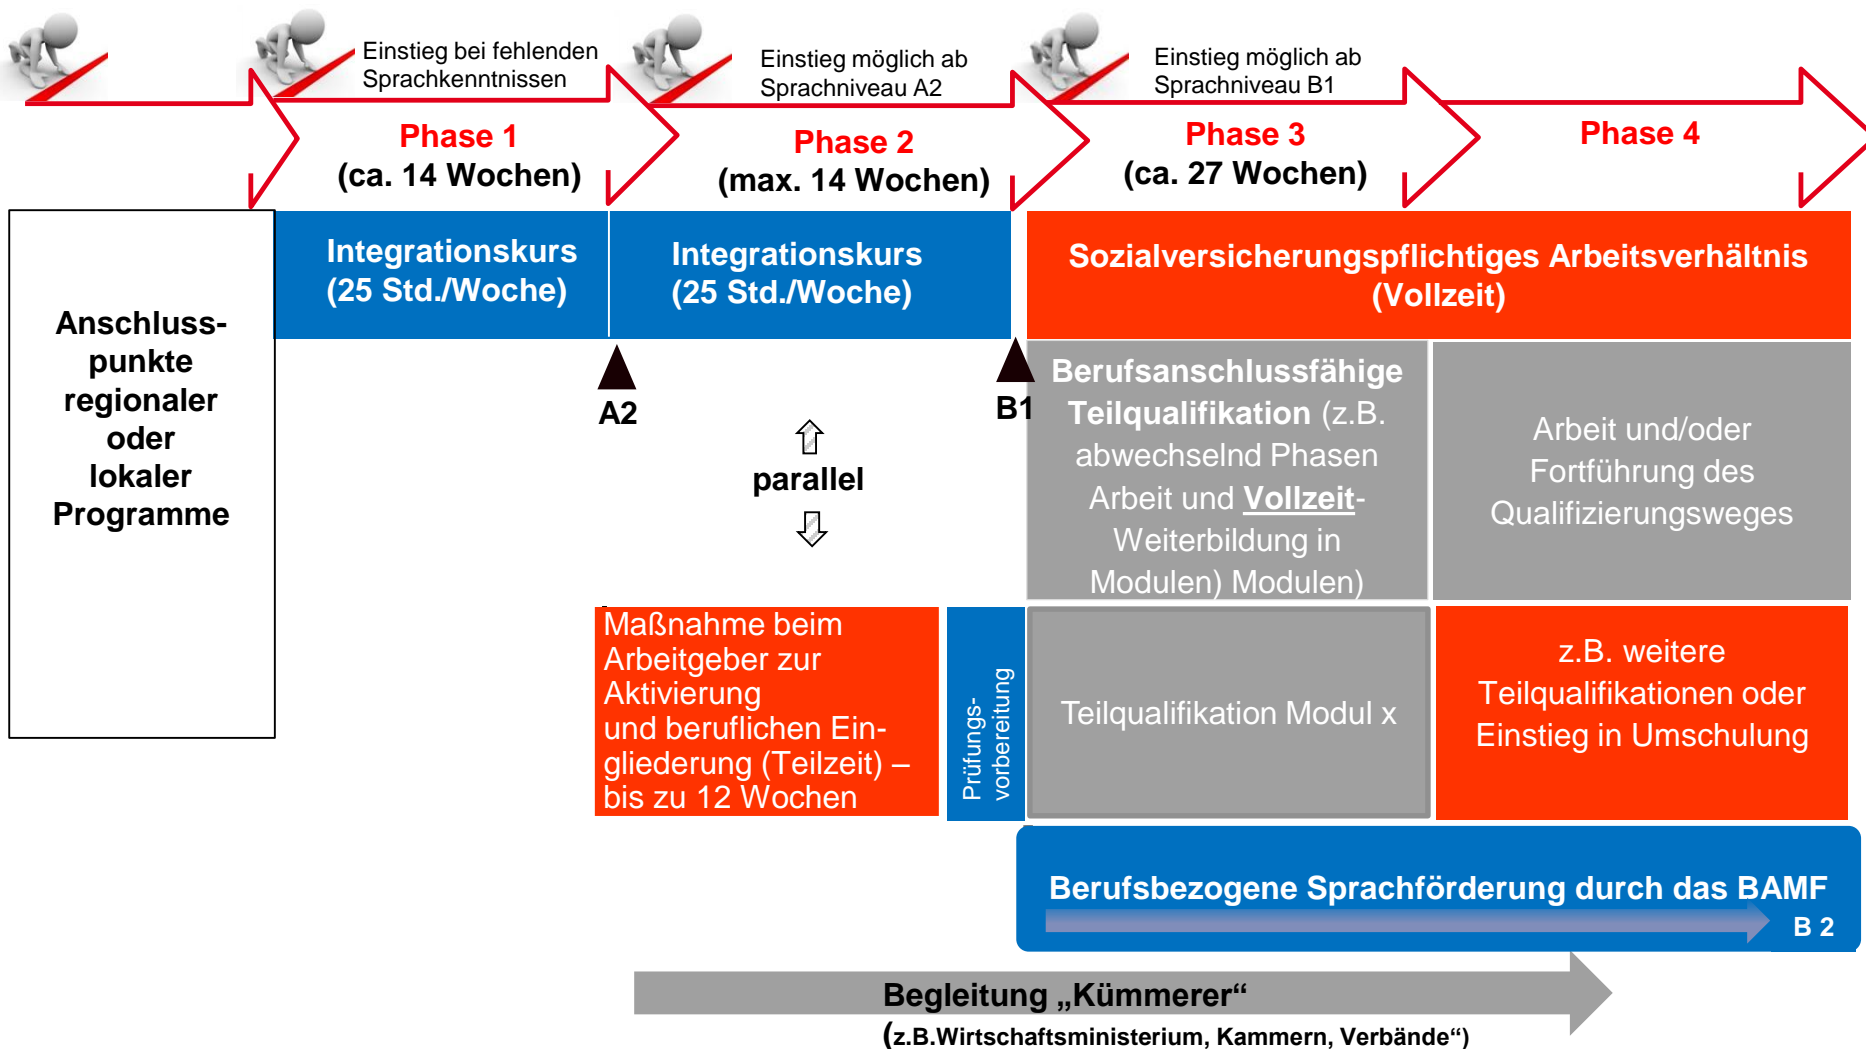 Einstieg bei fehlenden
Sprachkenntnissen
Einstieg möglich ab
Sprachniveau A2
Einstieg möglich ab
Sprachniveau B1
Phase 1
(ca. 14 Wochen)
Phase 2
(max. 14 Wochen)
Phase 3
(ca. 27 Wochen)
Phase 4
Anschluss-
punkte
regionaler
oder
lokaler
Programme
Integrationskurs
(25 Std./Woche)
Integrationskurs
(25 Std./Woche)
Sozialversicherungspflichtiges Arbeitsverhältnis
(Vollzeit)
A2
B1
parallel
Berufsanschlussfähige
Teilqualifikation (z.B.
abwechselnd Phasen
Arbeit und Vollzeit-
Weiterbildung in
Modulen) Modulen)
Arbeit und/oder
Fortführung des
Qualifizierungsweges
Maßnahme beim
Arbeitgeber zur
Aktivierung
und beruflichen Ein-
gliederung (Teilzeit) –
bis zu 12 Wochen
Prüfungs-
vorbereitung
Teilqualifikation Modul x
z.B. weitere
Teilqualifikationen oder
Einstieg in Umschulung
Berufsbezogene Sprachförderung durch das BAMF
B 2
Begleitung „Kümmerer“
(z.B.Wirtschaftsministerium, Kammern, Verbände“)